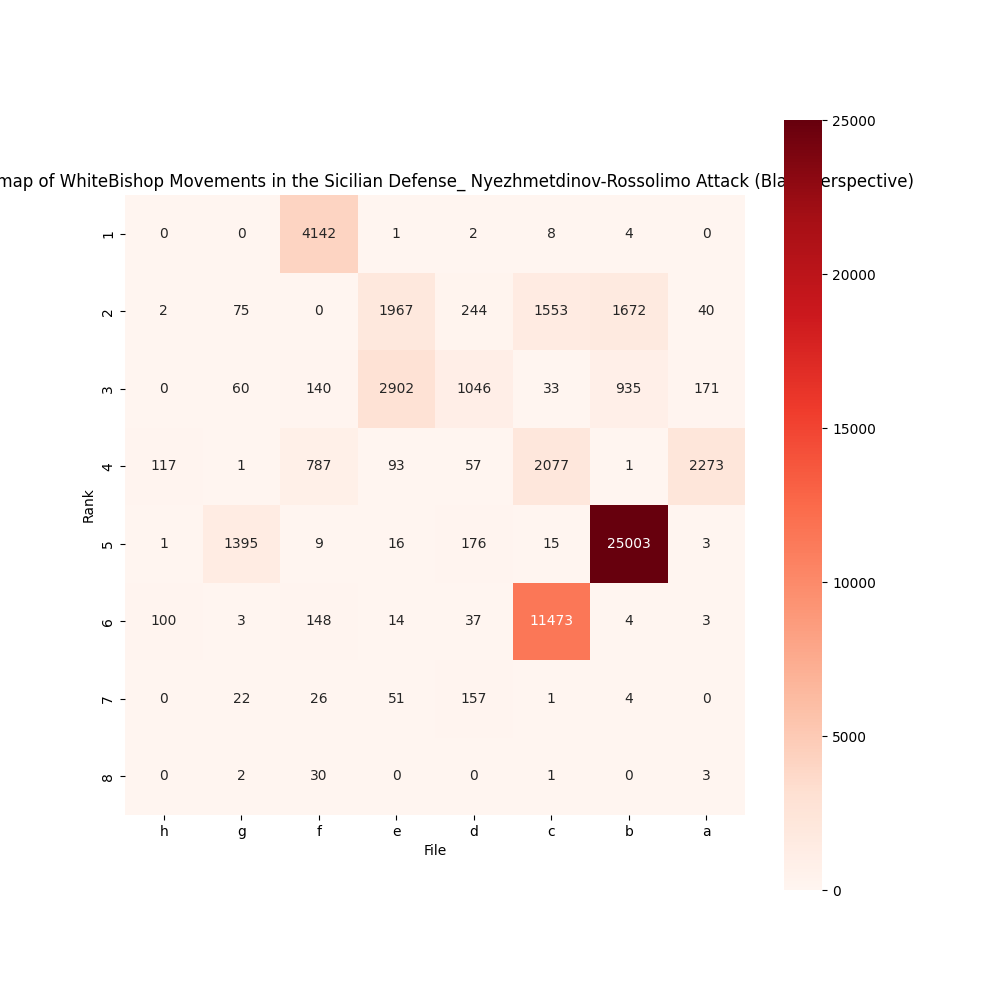 map of WhiteBishop Movements in the Sicilian Defense_ Nyezhmetdinov-Rossolimo Attack (Bla erspective)
1 0 0 4142 1 2 8 4 0
2 2 75 0 1967 244 1553 1672 40
3 0 60 140 2902 1046 33 935 171
4 117 1 787 93 57 2077 1 2273
5 1 1395 9 16 176 15 25003 3
6 100 3 148 14 37 11473 4 3
7 0 22 26 51 157 1 4 0
8 0 2 30 0 0 1 0 3
h g f e d c b a
File
Rank
25000
20000
15000
10000
5000
0